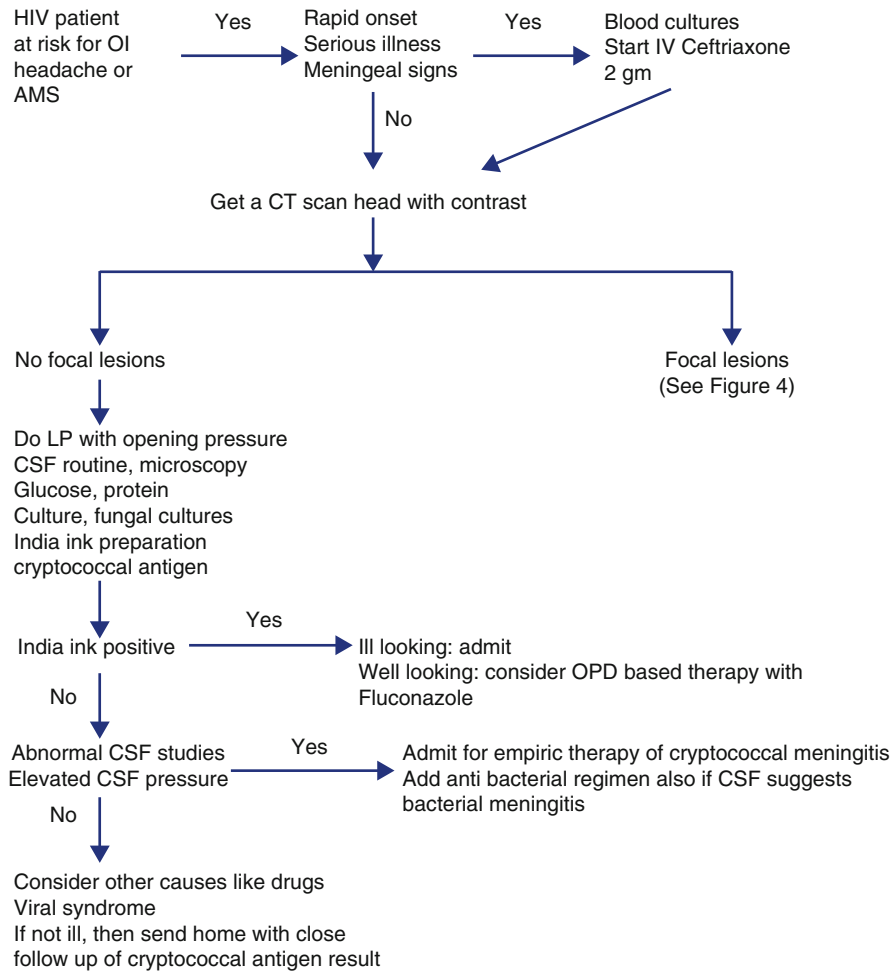 HIV patient
at risk for OI
headache or
AMS
Yes
Rapid onset
Serious illness
Meningeal signs
Yes
Blood cultures
Start IV Ceftriaxone
2 gm
No
Get a CT scan head with contrast
No focal lesions
Focal lesions
(See Figure 4)
Do LP with opening pressure
CSF routine, microscopy
Glucose, protein
Culture, fungal cultures
India ink preparation
cryptococcal antigen
India ink positive
Yes
Ill looking: admit
Well looking: consider OPD based therapy with
Fluconazole
No
Abnormal CSF studies
Elevated CSF pressure
Yes
Admit for empiric therapy of cryptococcal meningitis
Add anti bacterial regimen also if CSF suggests
bacterial meningitis
No
Consider other causes like drugs
Viral syndrome
If not ill, then send home with close
follow up of cryptococcal antigen result